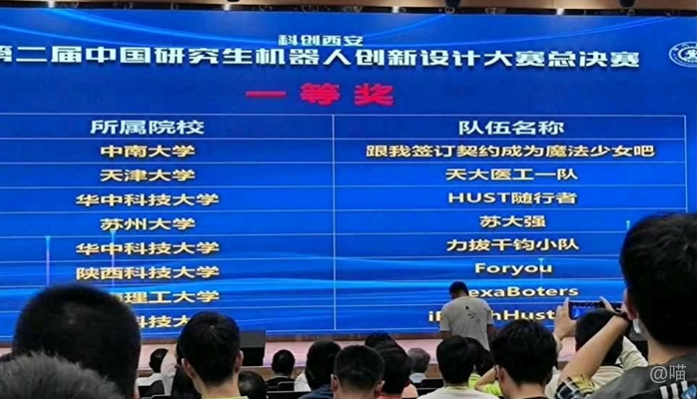 科创西安
第二届中国研究生机器人创新设计大赛总决赛
一等奖
所属院校 队伍名称
中南大学 跟我签订契约成为魔法少女吧
天津大学 天大医工一队
华中科技大学 HUST随行者
苏州大学 苏大强
华中科技大学 力拔千钧小队
陕西科技大学 Foryou
理工大学 exaBoters
科技大
@喵